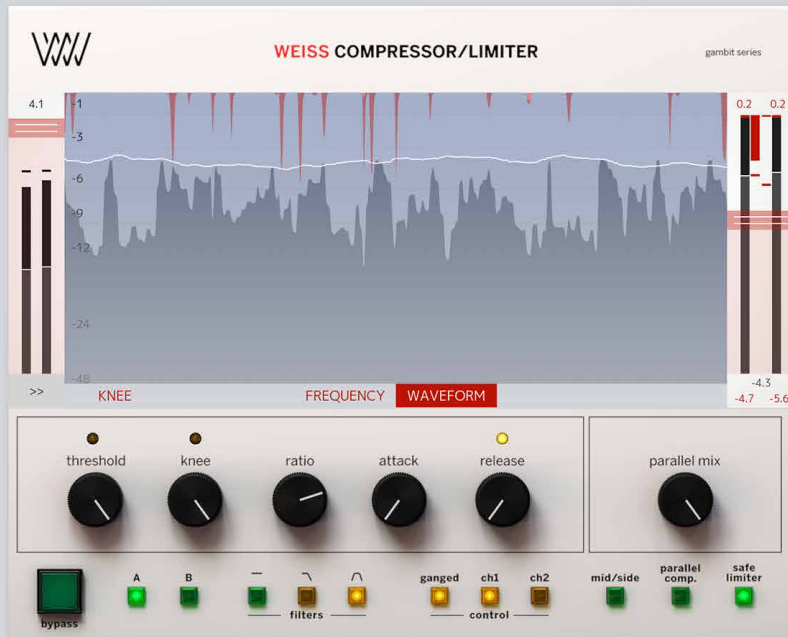 WEISS COMPRESSOR/LIMITER
gambit series
4.1
-1
-3
-6
-9
-12
-24
-48
0.2 0.2
>>
KNEE FREQUENCY WAVEFORM
-4.3
-4.7 -5.6
threshold knee ratio attack release parallel mix
A B ganged ch1 ch2 mid/side parallel comp. safe limiter
bypass filters control